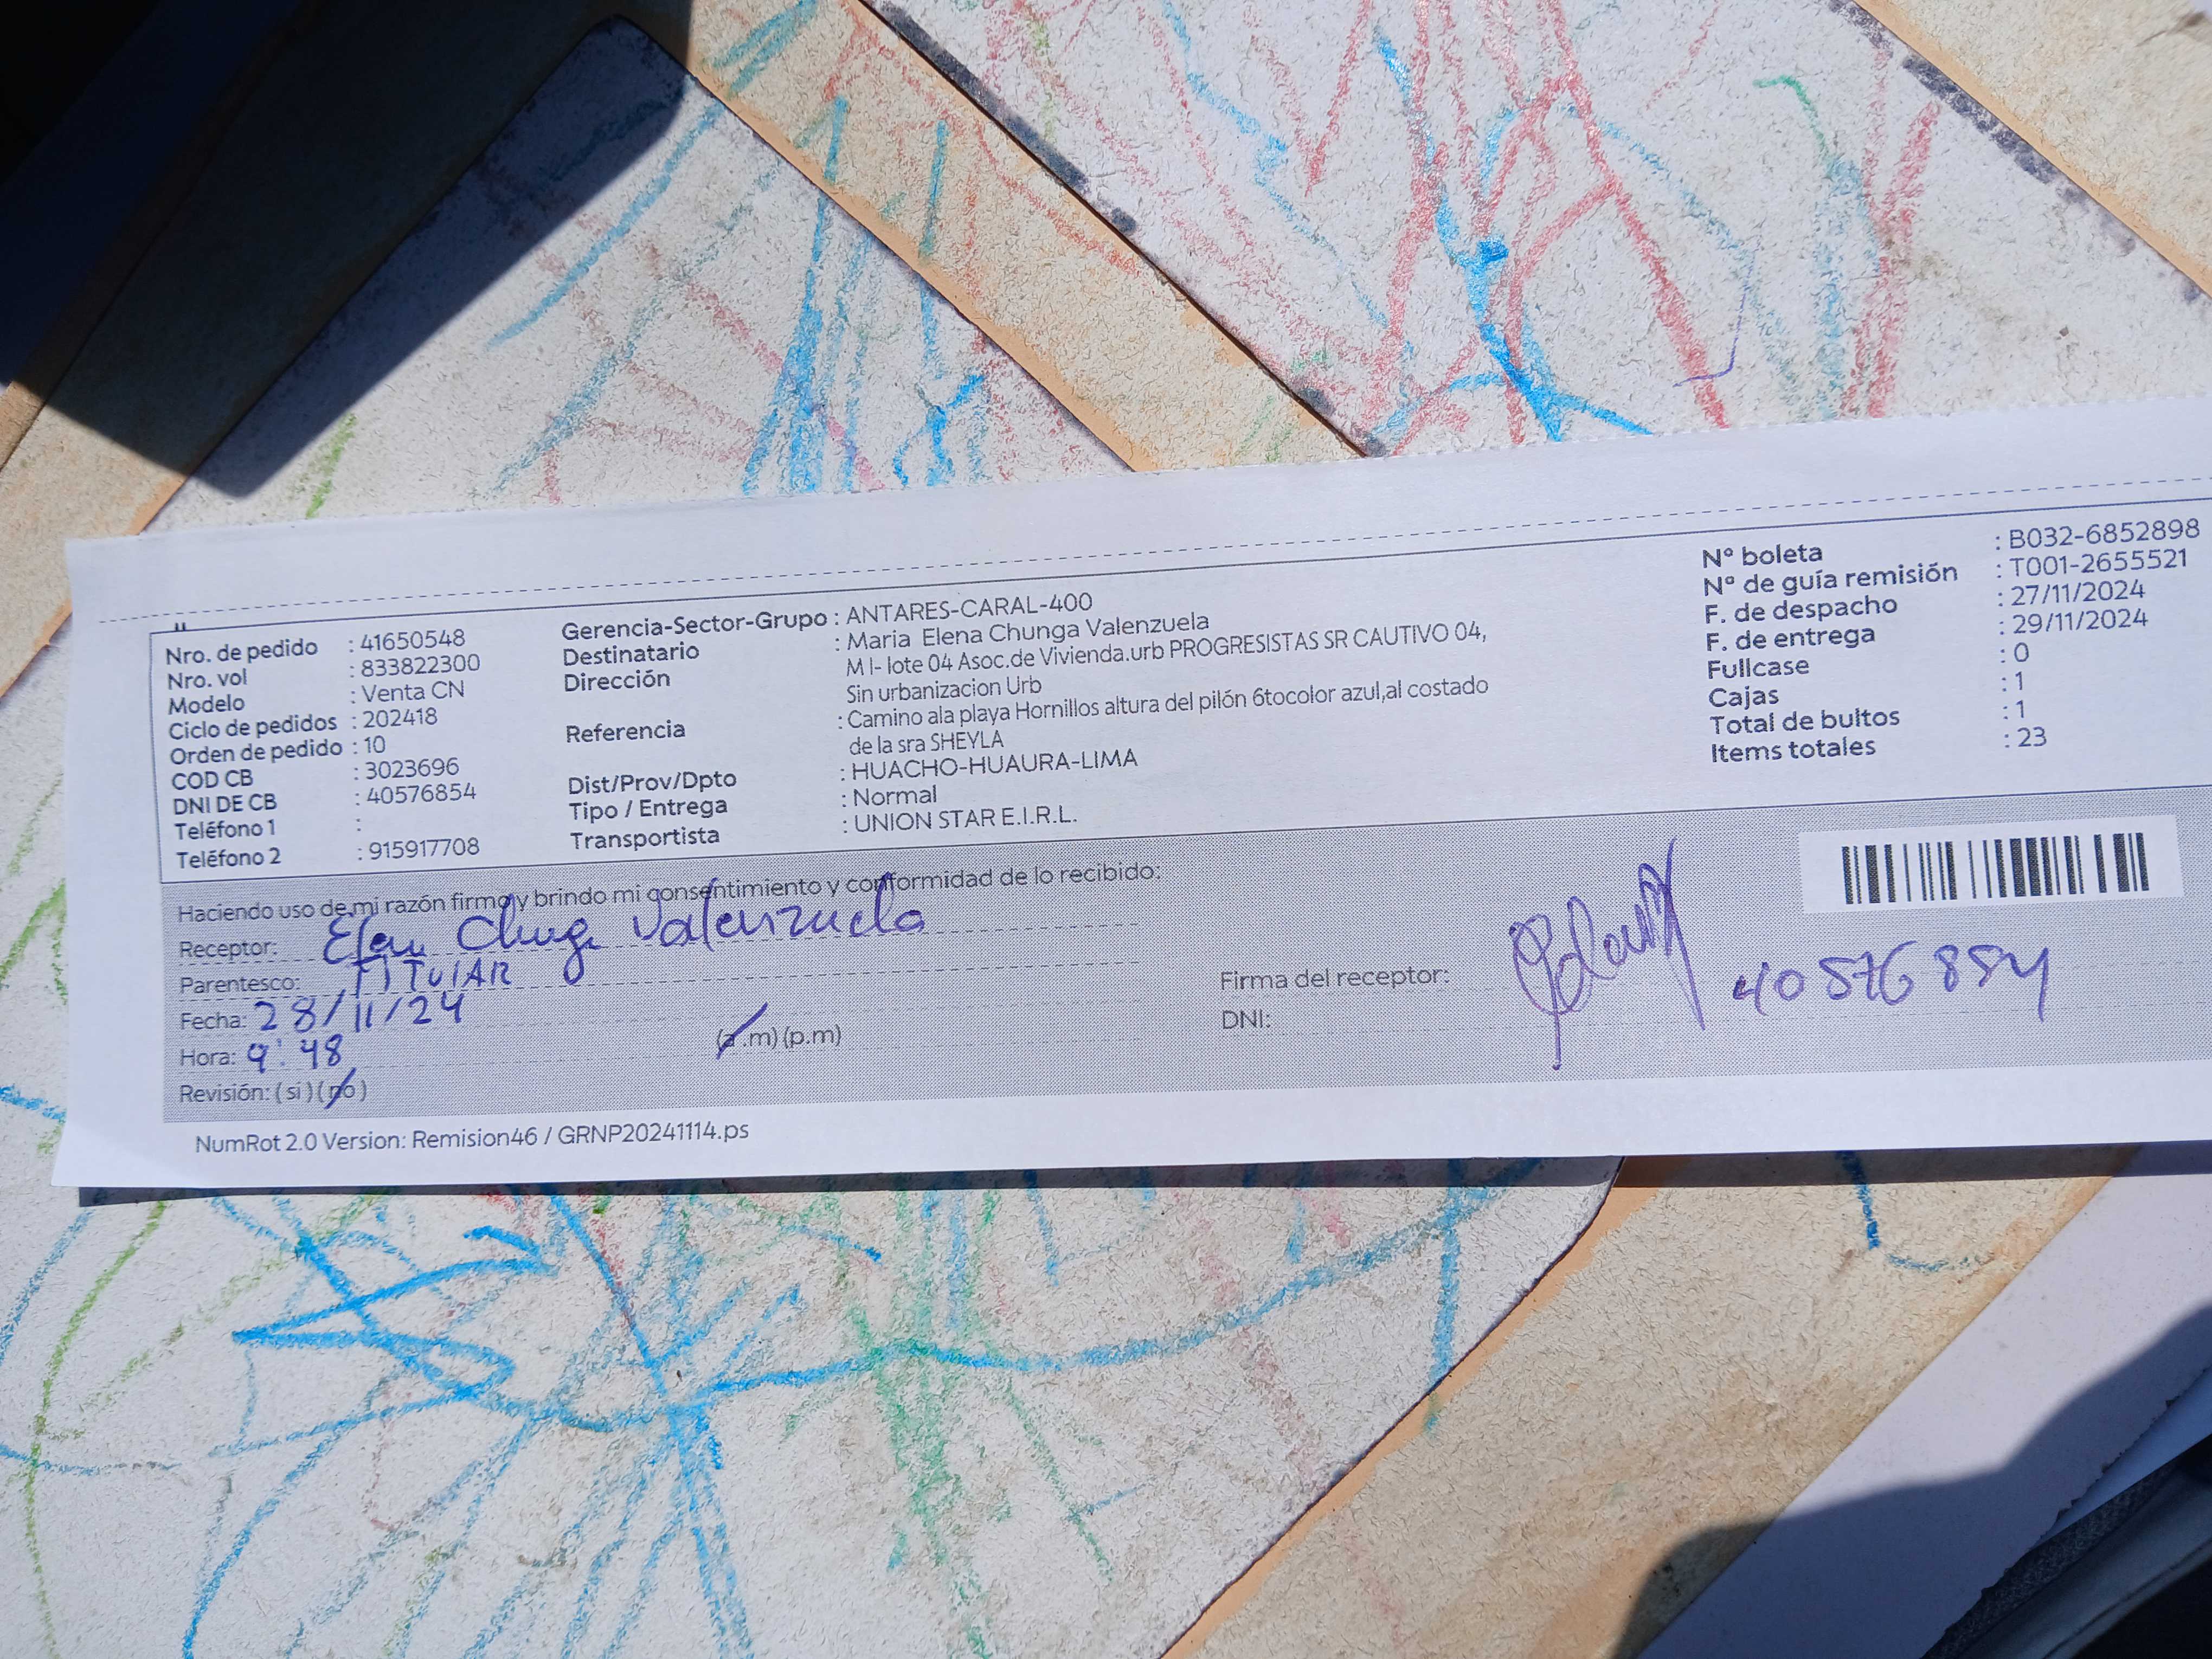 Nro. de pedido : 41650548
Nro. vol : 833822300
Modelo : Venta CN
Ciclo de pedidos : 202418
Orden de pedido : 10
COD CB : 3023696
DNI DE CB : 40576854
Teléfono 1 :
Teléfono 2 : 915917708
Gerencia-Sector-Grupo : ANTARES-CARAL-400
Destinatario : Maria Elena Chunga Valenzuela
Dirección M I- lote 04 Asoc.de Vivienda.urb PROGRESISTAS SR CAUTIVO 04,
Sin urbanizacion Urb
Referencia : Camino ala playa Hornillos altura del pilón 6tocolor azul,al costado
de la sra SHEYLA
Dist/Prov/Dpto : HUACHO-HUAURA-LIMA
Tipo / Entrega : Normal
Transportista : UNION STAR E.I.R.L.
Nº boleta : B032-6852898
Nº de guía remisión : T001-2655521
F. de despacho : 27/11/2024
F. de entrega : 29/11/2024
Fullcase : 0
Cajas : 1
Total de bultos : 1
Items totales : 23
Haciendo uso de mi razón firmo y brindo mi consentimiento y conformidad de lo recibido:
Receptor: Elena Chunga Valenzuela
Parentesco: TITULAR
Fecha: 28/11/24
Hora: 9:48 (a.m)(p.m)
Revisión: ( si ) ( no )
Firma del receptor:
DNI: 40576854
NumRot 2.0 Version: Remision46 / GRNP20241114.ps